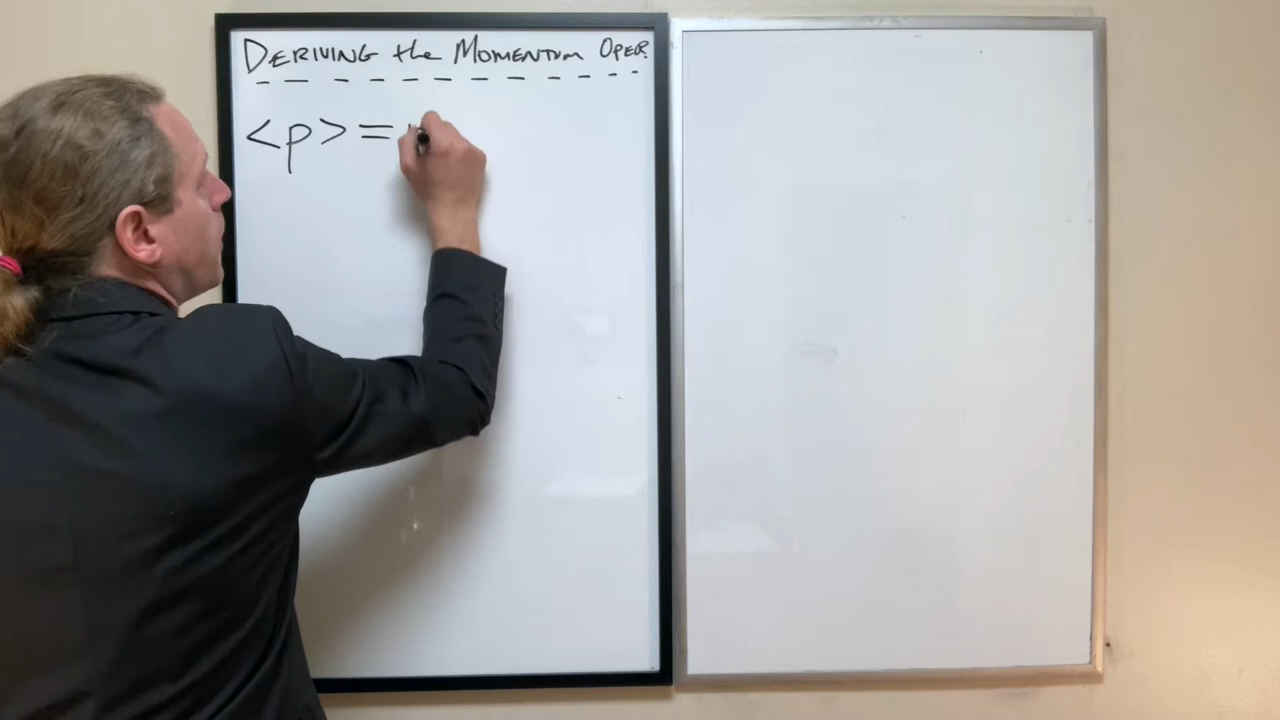 DERIVING the MOMENTUM OPER.
<p> =